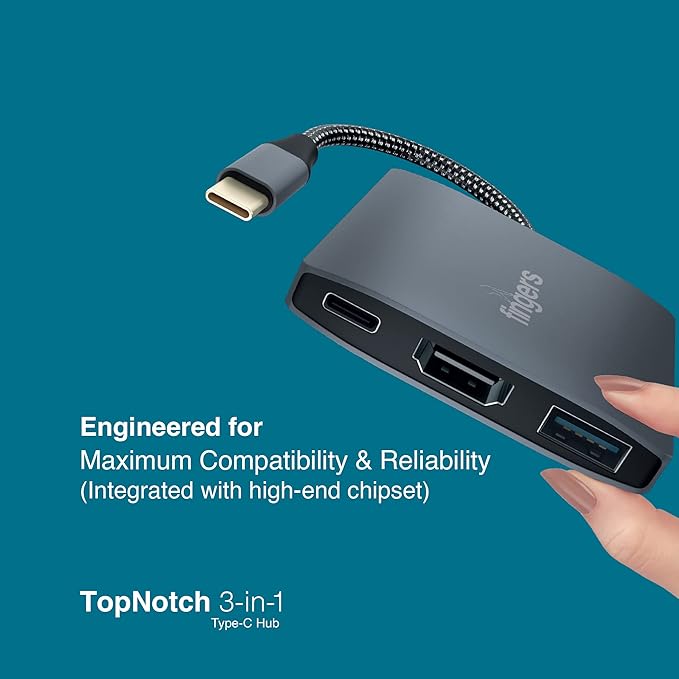 fingers
Engineered for
Maximum Compatibility & Reliability
(Integrated with high-end chipset)
TopNotch 3-in-1
Type-C Hub